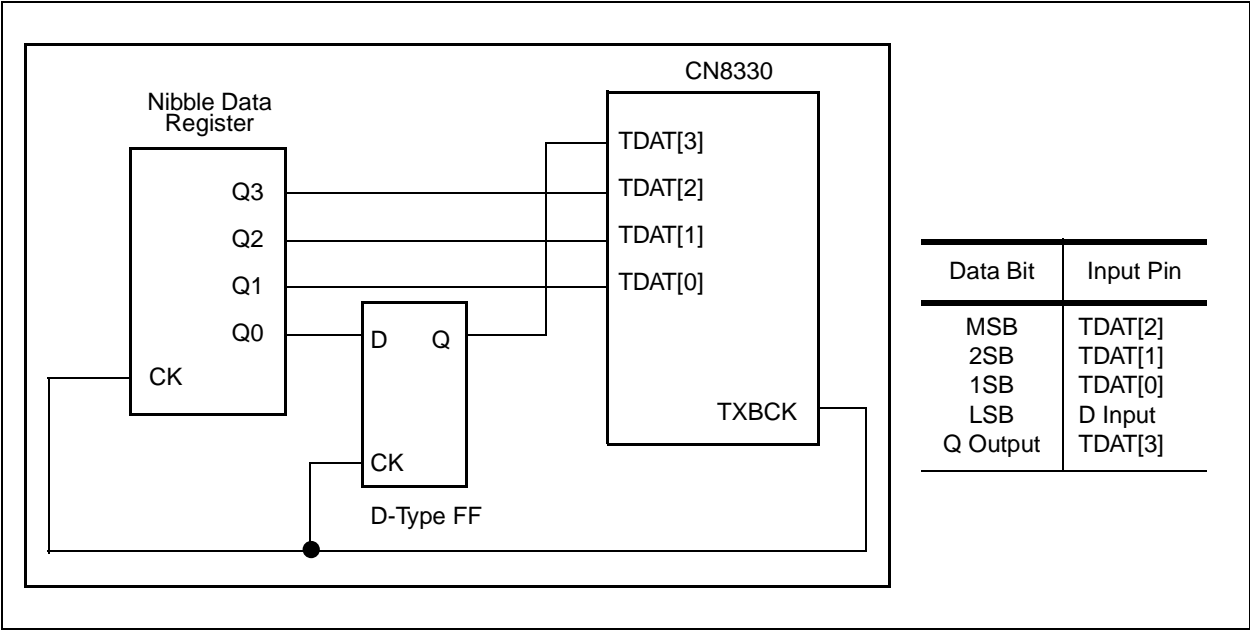 CN8330
Nibble Data
Register
TDAT[3]
Q3
TDAT[2]
Q2
TDAT[1]
Q1
TDAT[0]
Q0
D
Q
CK
TXBCK
CK
D-Type FF
Data Bit
Input Pin
MSB
TDAT[2]
2SB
TDAT[1]
1SB
TDAT[0]
LSB
D Input
Q Output
TDAT[3]